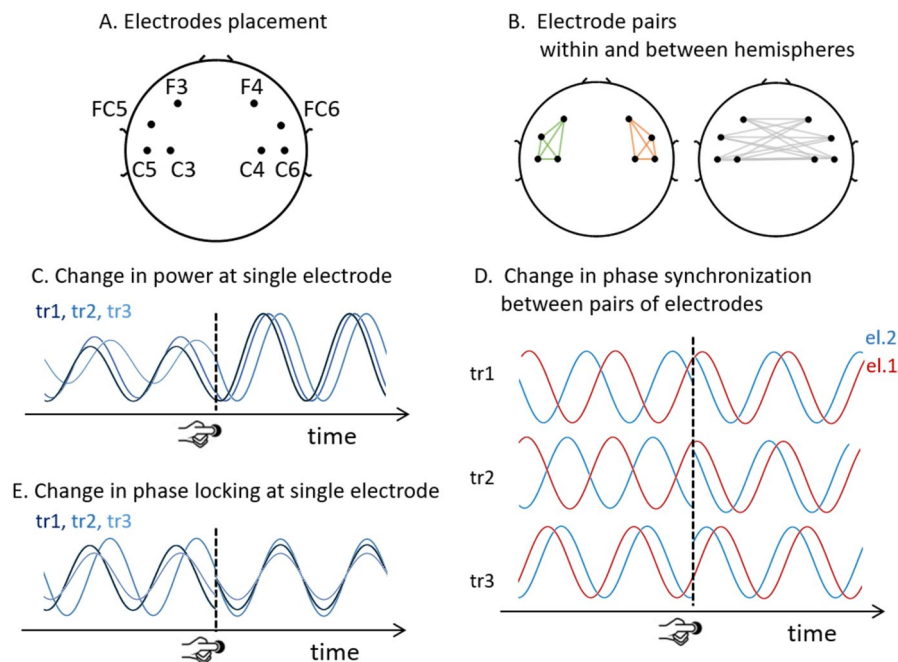 A. Electrodes placement
F3 F4
FC5 FC6
C5 C3 C4 C6
B. Electrode pairs
within and between hemispheres
C. Change in power at single electrode
tr1, tr2, tr3
time
D. Change in phase synchronization
between pairs of electrodes
el.2
el.1
tr1
tr2
tr3
time
E. Change in phase locking at single electrode
tr1, tr2, tr3
time